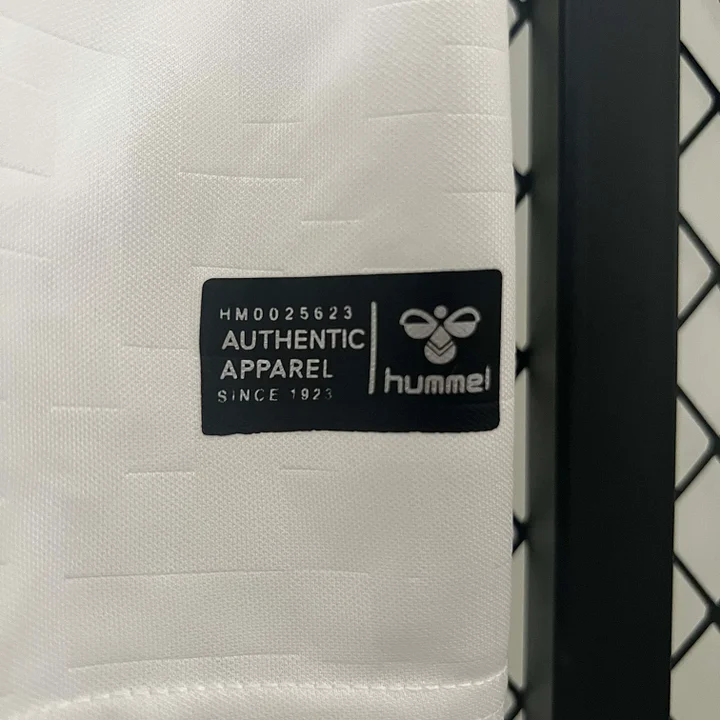 HM0025623
AUTHENTIC
APPAREL
SINCE 1923
hummel